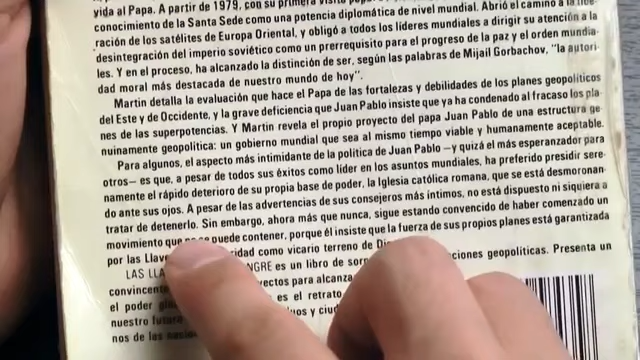 vida al Papa. A partir de 1979, con su primera visita
conocimiento de la Santa Sede como una potencia diplomática de nivel mundial. Abrió el camino a la
ración de los satélites de Europa Oriental, y obligó a todos los líderes mundiales a dirigir su atención a la
desintegración del imperio soviético como un prerrequisito para el progreso de la paz y el orden mundia-
les. Y en el proceso, ha alcanzado la distinción de ser, según las palabras de Mijail Gorbachov, "la autori-
dad moral más destacada de nuestro mundo de hoy".
Martin detalla la evaluación que hace el Papa de las fortalezas y debilidades de los planes geopolíticos
del Este y de Occidente, y la grave deficiencia que Juan Pablo insiste que ya ha condenado al fracaso los pla-
nes de las superpotencias. Y Martin revela el propio proyecto del papa Juan Pablo de una estructura ge-
nuinamente geopolítica: un gobierno mundial que sea al mismo tiempo viable y humanamente aceptable.
Para algunos, el aspecto más intimidante de la política de Juan Pablo —y quizá el más esperanzador para
otros— es que, a pesar de todos sus éxitos como líder en los asuntos mundiales, ha preferido presidir sere-
namente el rápido deterioro de su propia base de poder, la Iglesia católica romana, que se está desmoronan-
do ante sus ojos. A pesar de las advertencias de sus consejeros más íntimos, no está dispuesto ni siquiera a
tratar de detenerlo. Sin embargo, ahora más que nunca, sigue estando convencido de haber comenzado un
movimiento que no se puede contener, porque él insiste que la fuerza de sus propios planes está garantizada
por las como vicario terreno de
LAS es un libro de geopolíticas. Presenta un
para
el poder es el retrato
nuestro
nos de las